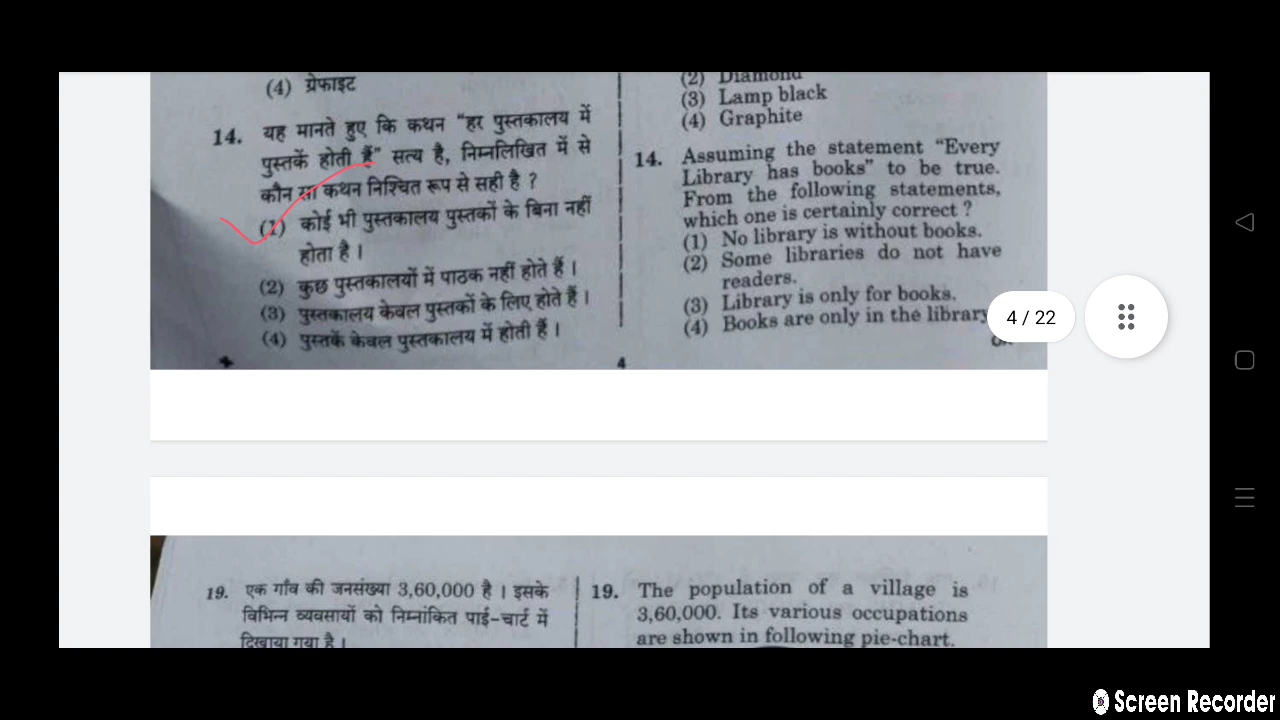 (4) ग्रेफाइट
14. यह मानते हुए कि कथन "हर पुस्तकालय में
पुस्तकें होती हैं" सत्य है, निम्नलिखित में से
कौन सा कथन निश्चित रूप से सही है ?
(1) कोई भी पुस्तकालय पुस्तकों के बिना नहीं
होता है ।
(2) कुछ पुस्तकालयों में पाठक नहीं होते हैं ।
(3) पुस्तकालय केवल पुस्तकों के लिए होते हैं ।
(4) पुस्तकें केवल पुस्तकालय में होती हैं ।
(2) Diamond
(3) Lamp black
(4) Graphite
14. Assuming the statement "Every
Library has books" to be true.
From the following statements,
which one is certainly correct ?
(1) No library is without books.
(2) Some libraries do not have
readers.
(3) Library is only for books.
(4) Books are only in the library
4
4 / 22
19. एक गाँव की जनसंख्या 3,60,000 है । इसके
विभिन्न व्यवसायों को निम्नांकित पाई-चार्ट में
दिखाया गया है ।
19. The population of a village is
3,60,000. Its various occupations
are shown in following pie-chart.
Screen Recorder